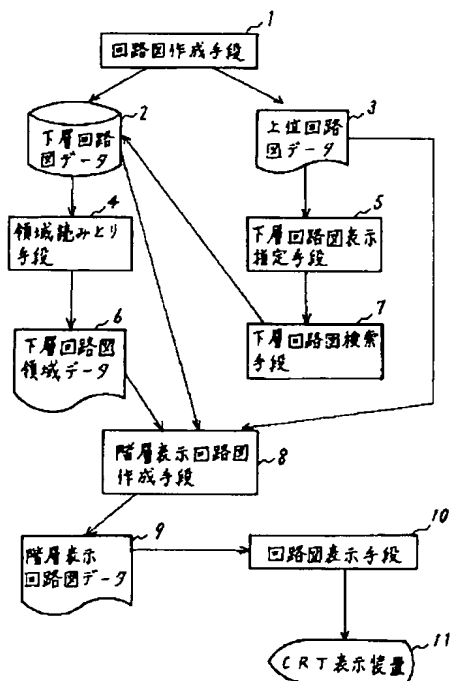 1
回路図作成手段
2
下層回路
図データ
3
上位回路
図データ
4
領域読みとり
手段
5
下層回路図表示
指定手段
6
下層回路図
領域データ
7
下層回路図検索
手段
階層表示回路図
作成手段
8
9
階層表示
回路図データ
10
回路図表示手段
11
CRT表示装置